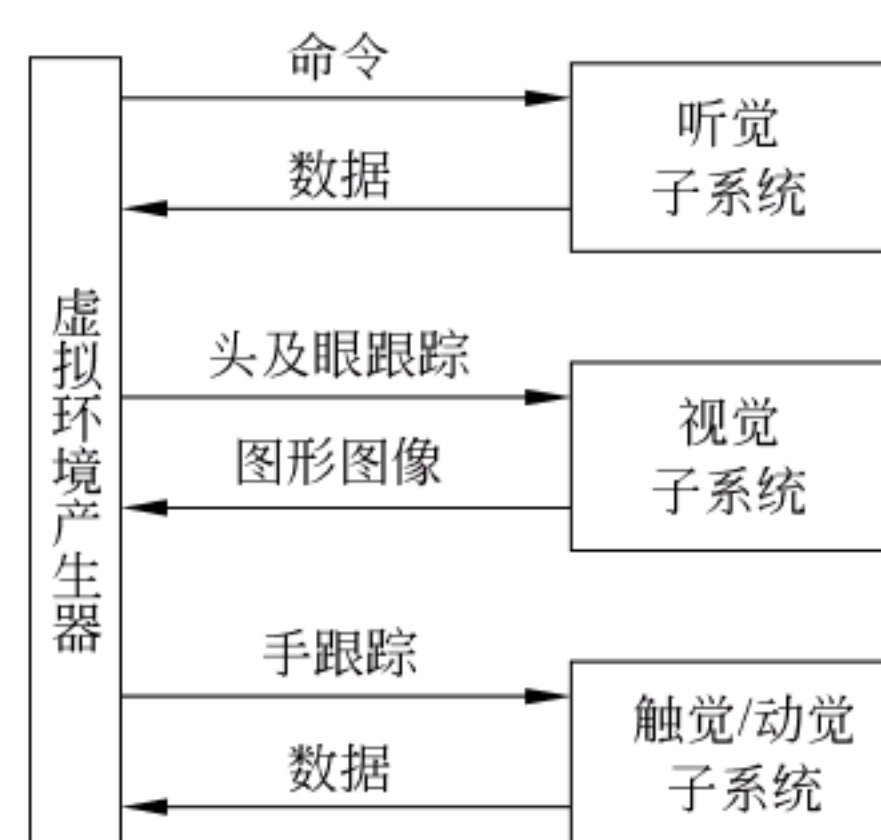 命令
听觉
子系统
数据
虚拟环境产生器
头及眼跟踪
视觉
子系统
图形图像
手跟踪
触觉/动觉
子系统
数据